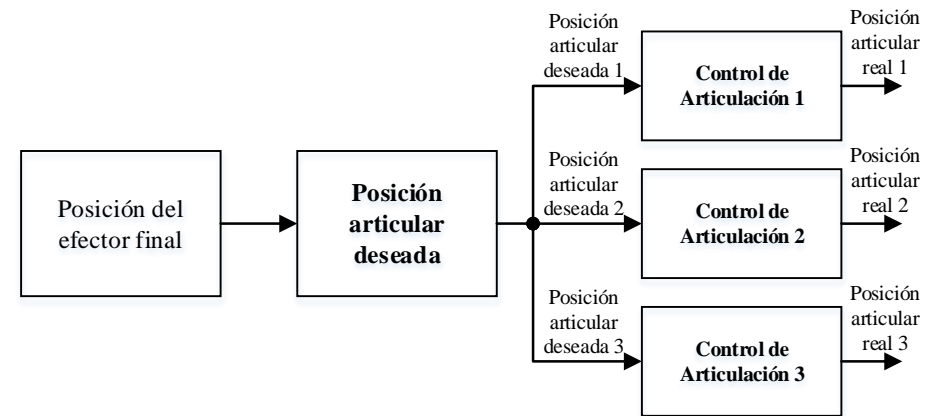 Posición del
efector final
Posición
articular
deseada
Posición
articular
deseada 1
Control de
Articulación 1
Posición
articular
real 1
Posición
articular
deseada 2
Control de
Articulación 2
Posición
articular
real 2
Posición
articular
deseada 3
Control de
Articulación 3
Posición
articular
real 3